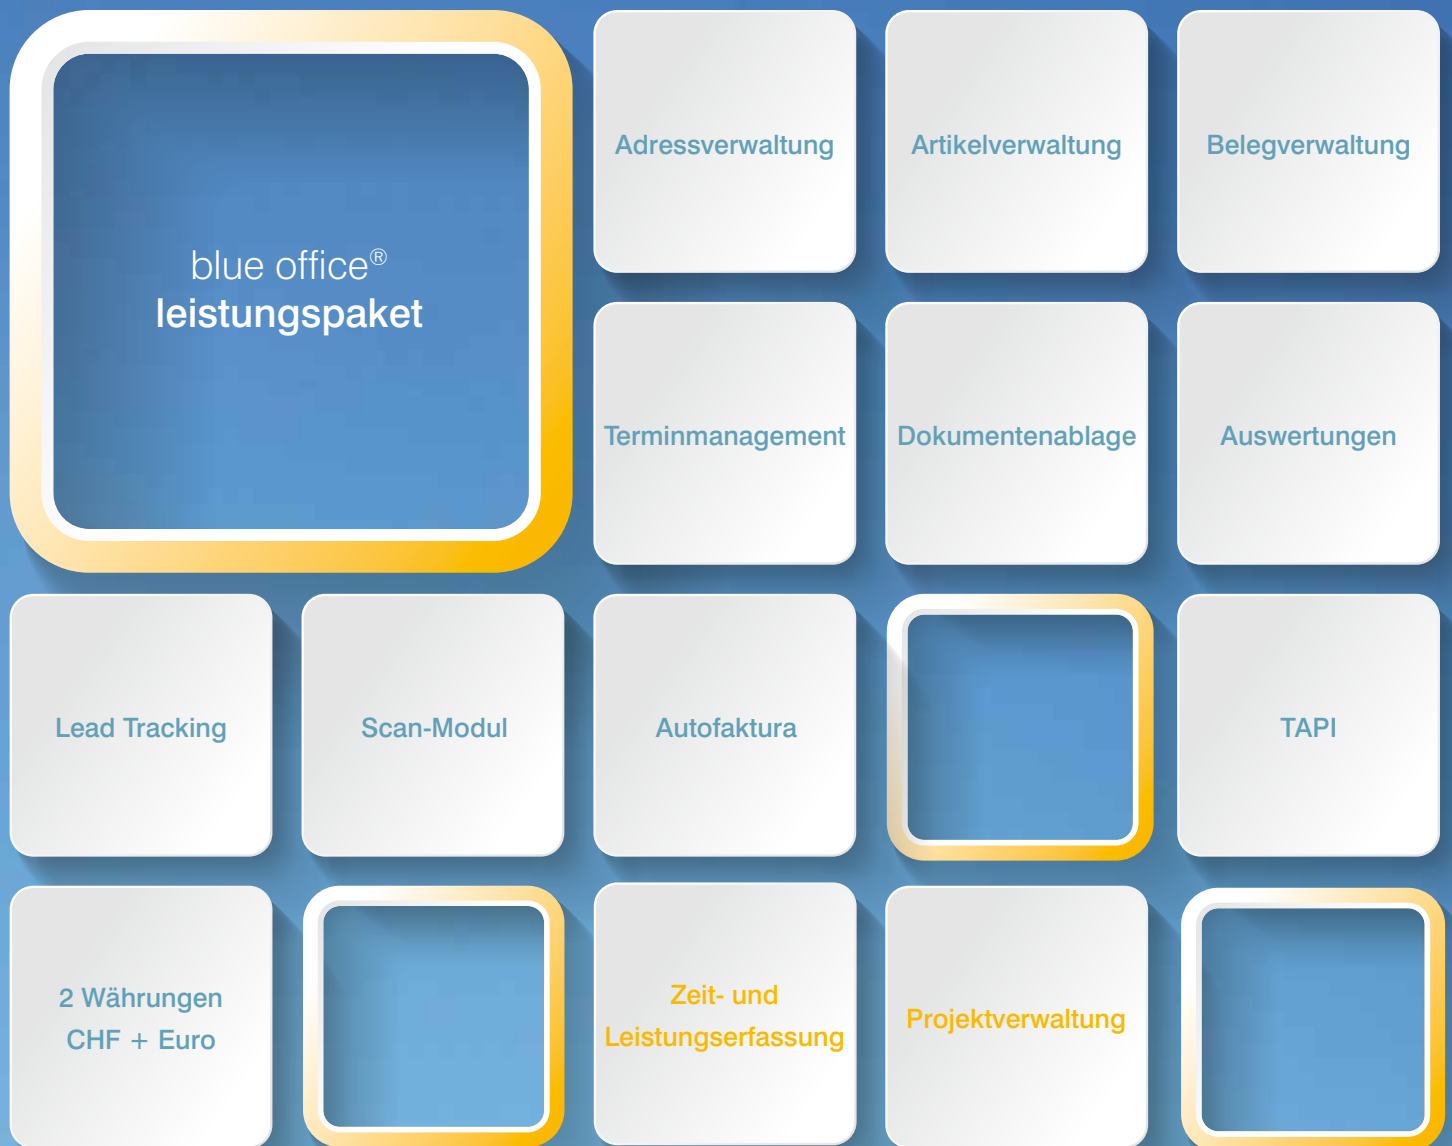 blue office®
leistungspaket
Adressverwaltung
Artikelverwaltung
Belegverwaltung
Terminmanagement
Dokumentenablage
Auswertungen
Lead Tracking
Scan-Modul
Autofaktura
TAPI
2 Währungen
CHF + Euro
Zeit- und
Leistungserfassung
Projektverwaltung